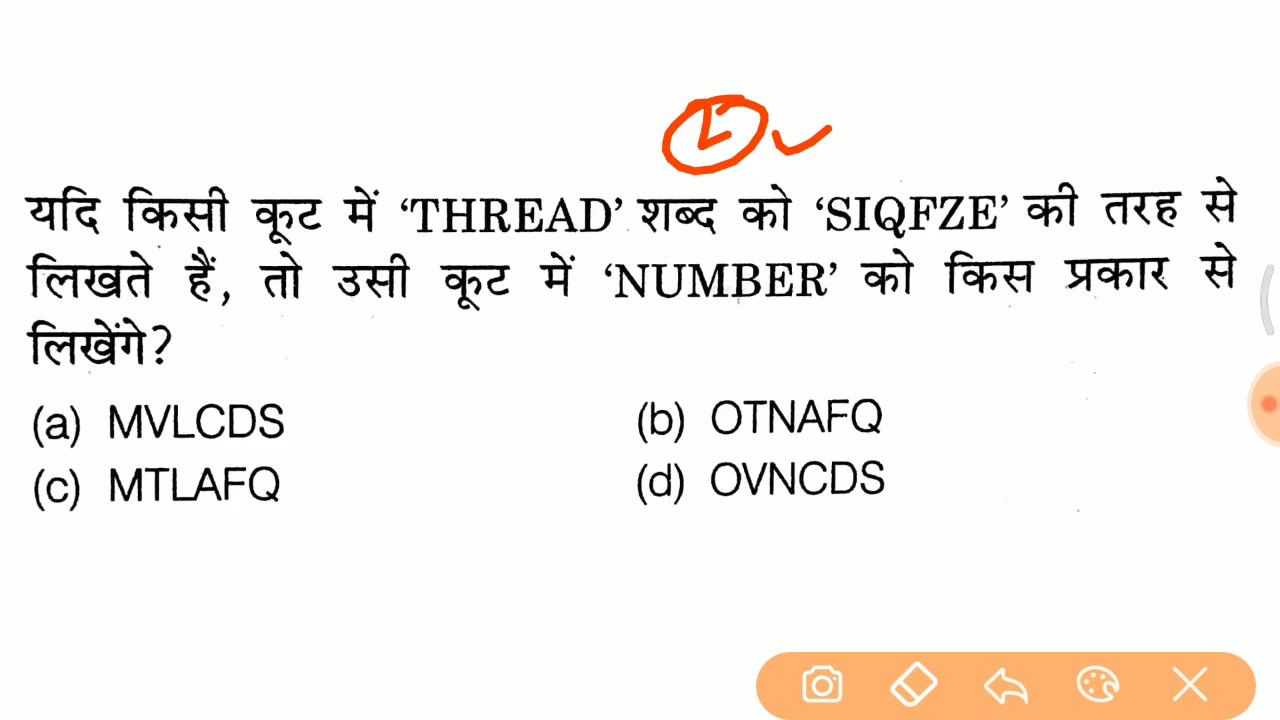 यदि किसी कूट में ‘THREAD’ शब्द को ‘SIQFZE’ की तरह से
लिखते हैं, तो उसी कूट में ‘NUMBER’ को किस प्रकार से
लिखेंगे?
(a) MVLCDS (b) OTNAFQ
(c) MTLAFQ (d) OVNCDS